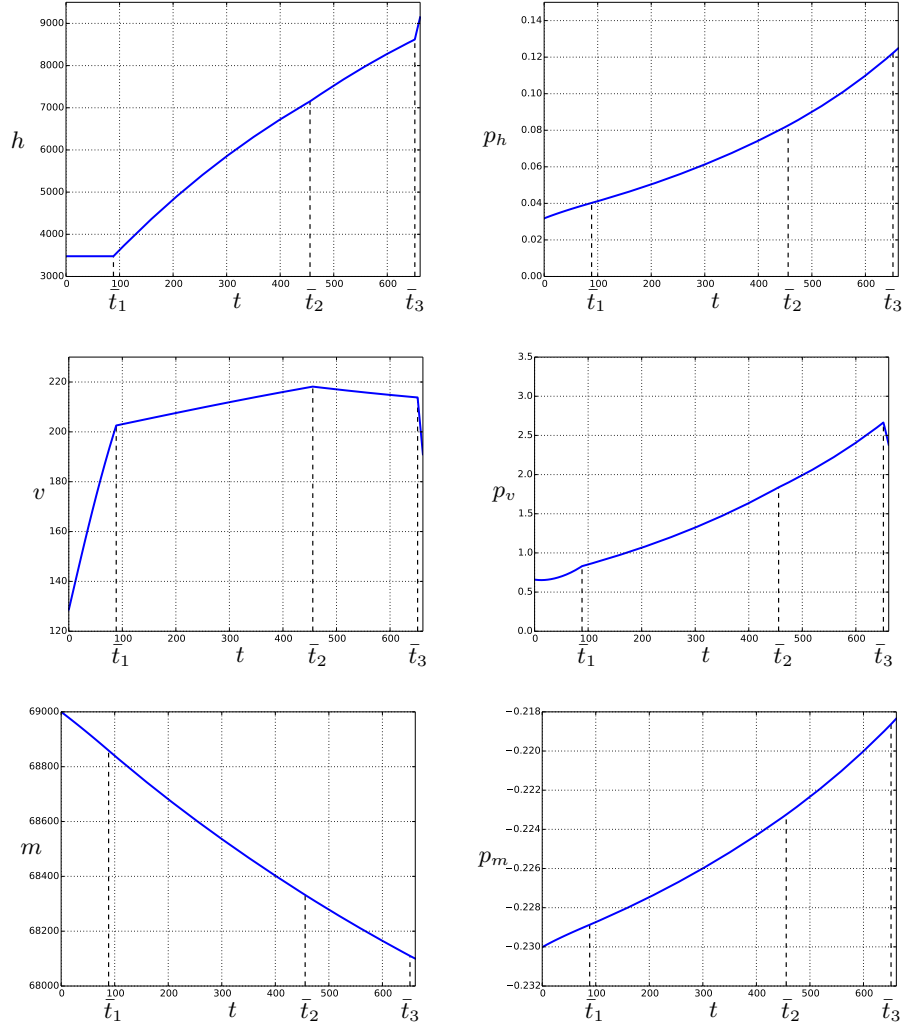 9000
8000
7000
6000
5000
4000
3000
h
0 100 200 300 400 500 600
t̄₁ t t̄₂ t̄₃
0.14
0.12
0.10
0.08
0.06
0.04
0.02
0.00
pₕ
0 100 200 300 400 500 600
t̄₁ t t̄₂ t̄₃
220
200
180
160
140
120
v
0 100 200 300 400 500 600
t̄₁ t t̄₂ t̄₃
3.5
3.0
2.5
2.0
1.5
1.0
0.5
0.0
pᵥ
0 100 200 300 400 500 600
t̄₁ t t̄₂ t̄₃
69000
68800
68600
68400
68200
68000
m
0 100 200 300 400 500 600
t̄₁ t t̄₂ t̄₃
−0.218
−0.220
−0.222
−0.224
−0.226
−0.228
−0.230
−0.232
pₘ
0 100 200 300 400 500 600
t̄₁ t t̄₂ t̄₃